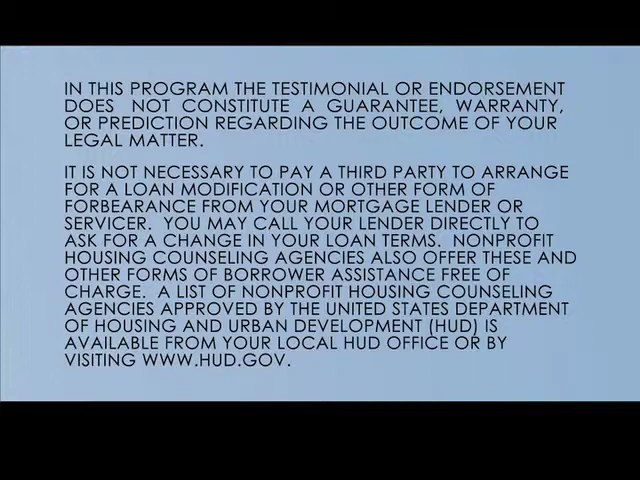 IN THIS PROGRAM THE TESTIMONIAL OR ENDORSEMENT
DOES NOT CONSTITUTE A GUARANTEE, WARRANTY,
OR PREDICTION REGARDING THE OUTCOME OF YOUR
LEGAL MATTER.
IT IS NOT NECESSARY TO PAY A THIRD PARTY TO ARRANGE
FOR A LOAN MODIFICATION OR OTHER FORM OF
FORBEARANCE FROM YOUR MORTGAGE LENDER OR
SERVICER. YOU MAY CALL YOUR LENDER DIRECTLY TO
ASK FOR A CHANGE IN YOUR LOAN TERMS. NONPROFIT
HOUSING COUNSELING AGENCIES ALSO OFFER THESE AND
OTHER FORMS OF BORROWER ASSISTANCE FREE OF
CHARGE. A LIST OF NONPROFIT HOUSING COUNSELING
AGENCIES APPROVED BY THE UNITED STATES DEPARTMENT
OF HOUSING AND URBAN DEVELOPMENT (HUD) IS
AVAILABLE FROM YOUR LOCAL HUD OFFICE OR BY
VISITING WWW.HUD.GOV.